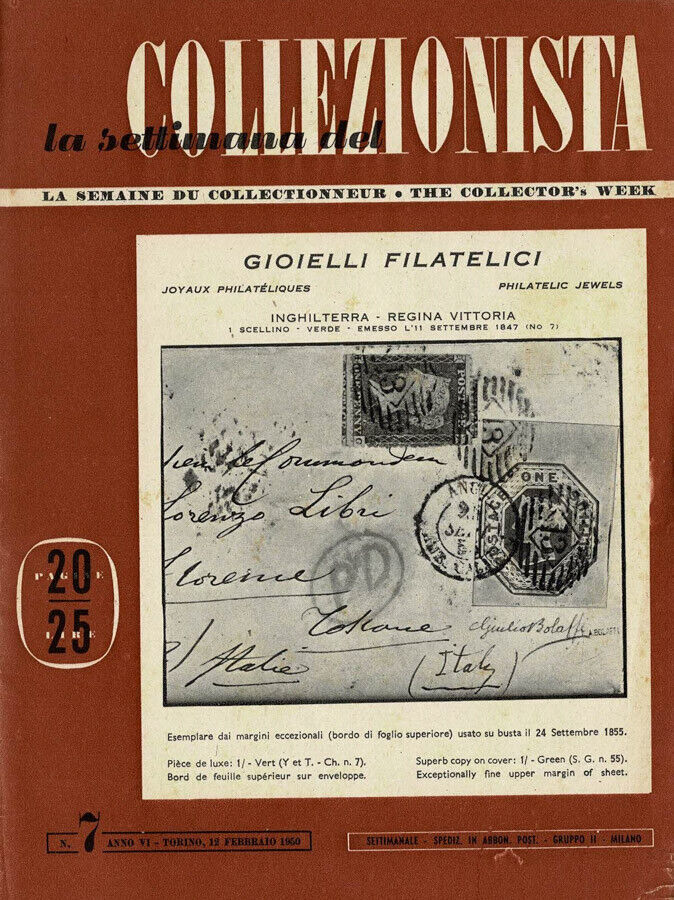 COLLEZIONISTA
la settimana del
LA SEMAINE DU COLLECTIONNEUR • THE COLLECTOR's WEEK
GIOIELLI FILATELICI
JOYAUX PHILATÉLIQUES PHILATELIC JEWELS
INGHILTERRA - REGINA VITTORIA
1 SCELLINO - VERDE - EMESSO L'11 SETTEMBRE 1847 (NO 7)
ONE
le Commandeur
Lorenzo Libri
Florence
PD
Toskane
Giulio Bolaffi
A. BOLAFFI
Italie
(Italy)
20
PAGINE
LIRE
25
Esemplare dai margini eccezionali (bordo di foglio superiore) usato su busta il 24 Settembre 1855.
Pièce de luxe: 1/- Vert (Y et T. - Ch. n. 7).
Bord de feuille supérieur sur enveloppe.
Superb copy on cover: 1/- Green (S. G. n. 55).
Exceptionally fine upper margin of sheet.
N. 7 ANNO VI - TORINO, 12 FEBBRAIO 1950
SETTIMANALE - SPEDIZ. IN ABBON. POST. - GRUPPO II - MILANO